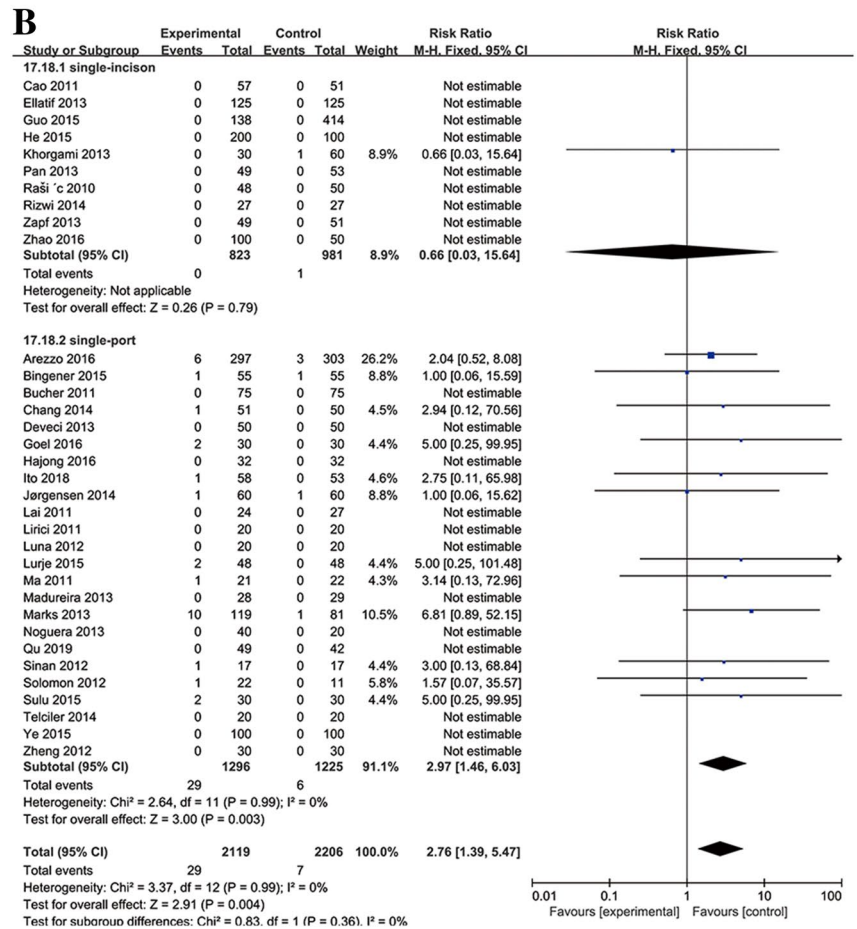 B
Experimental Control Risk Ratio Risk Ratio
Study or Subgroup Events Total Events Total Weight M-H. Fixed. 95% CI M-H. Fixed. 95% CI
17.18.1 single-incison
Cao 2011 0 57 0 51 Not estimable
Ellatif 2013 0 125 0 125 Not estimable
Guo 2015 0 138 0 414 Not estimable
He 2015 0 200 0 100 Not estimable
Khorgami 2013 0 30 1 60 8.9% 0.66 [0.03, 15.64]
Pan 2013 0 49 0 53 Not estimable
Raši ´c 2010 0 48 0 50 Not estimable
Rizwi 2014 0 27 0 27 Not estimable
Zapf 2013 0 49 0 51 Not estimable
Zhao 2016 0 100 0 50 Not estimable
Subtotal (95% CI) 823 981 8.9% 0.66 [0.03, 15.64]
Total events 0 1
Heterogeneity: Not applicable
Test for overall effect: Z = 0.26 (P = 0.79)
17.18.2 single-port
Arezzo 2016 6 297 3 303 26.2% 2.04 [0.52, 8.08]
Bingener 2015 1 55 1 55 8.8% 1.00 [0.06, 15.59]
Bucher 2011 0 75 0 75 Not estimable
Chang 2014 1 51 0 50 4.5% 2.94 [0.12, 70.56]
Deveci 2013 0 50 0 50 Not estimable
Goel 2016 2 30 0 30 4.4% 5.00 [0.25, 99.95]
Hajong 2016 0 32 0 32 Not estimable
Ito 2018 1 58 0 53 4.6% 2.75 [0.11, 65.98]
Jørgensen 2014 1 60 1 60 8.8% 1.00 [0.06, 15.62]
Lai 2011 0 24 0 27 Not estimable
Lirici 2011 0 20 0 20 Not estimable
Luna 2012 0 20 0 20 Not estimable
Lurje 2015 2 48 0 48 4.4% 5.00 [0.25, 101.48]
Ma 2011 1 21 0 22 4.3% 3.14 [0.13, 72.96]
Madureira 2013 0 28 0 29 Not estimable
Marks 2013 10 119 1 81 10.5% 6.81 [0.89, 52.15]
Noguera 2013 0 40 0 20 Not estimable
Qu 2019 0 49 0 42 Not estimable
Sinan 2012 1 17 0 17 4.4% 3.00 [0.13, 68.84]
Solomon 2012 1 22 0 11 5.8% 1.57 [0.07, 35.57]
Sulu 2015 2 30 0 30 4.4% 5.00 [0.25, 99.95]
Telciler 2014 0 20 0 20 Not estimable
Ye 2015 0 100 0 100 Not estimable
Zheng 2012 0 30 0 30 Not estimable
Subtotal (95% CI) 1296 1225 91.1% 2.97 [1.46, 6.03]
Total events 29 6
Heterogeneity: Chi² = 2.64, df = 11 (P = 0.99); I² = 0%
Test for overall effect: Z = 3.00 (P = 0.003)
Total (95% CI) 2119 2206 100.0% 2.76 [1.39, 5.47]
Total events 29 7
Heterogeneity: Chi² = 3.37, df = 12 (P = 0.99); I² = 0%
Test for overall effect: Z = 2.91 (P = 0.004)
Test for subgroup differences: Chi² = 0.83, df = 1 (P = 0.36), I² = 0%
0.01 0.1 1 10 100
Favours [experimental] Favours [control]